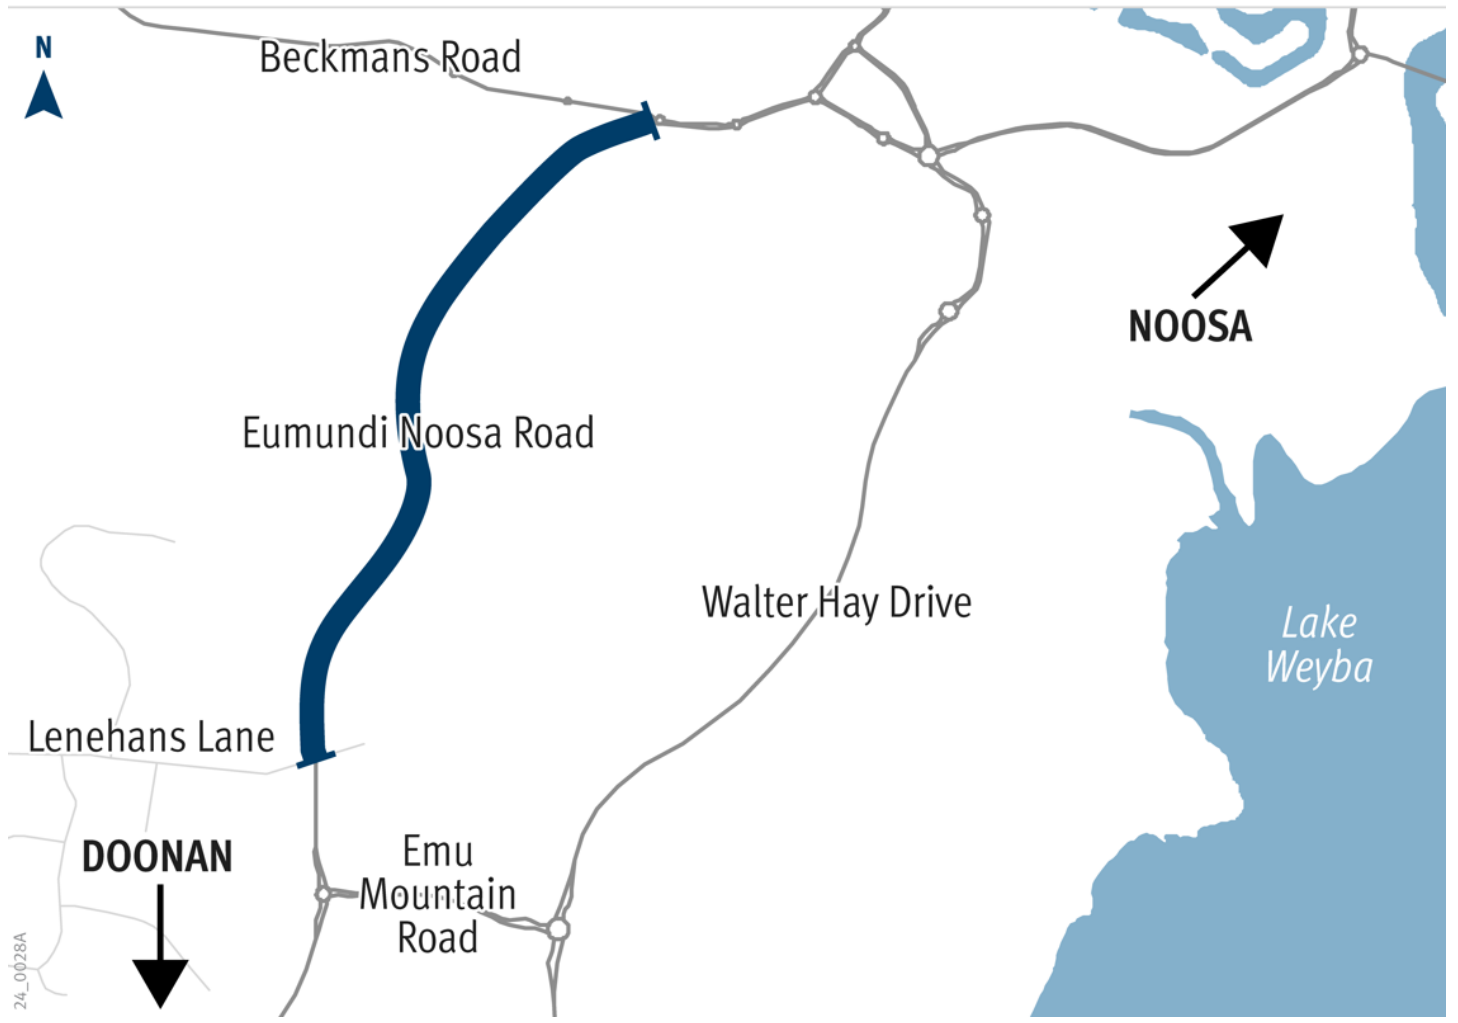 N
Beckmans Road
NOOSA
Eumundi Noosa Road
Walter Hay Drive
Lake
Weyba
Lenehans Lane
DOONAN
Emu
Mountain
Road
24_0028A